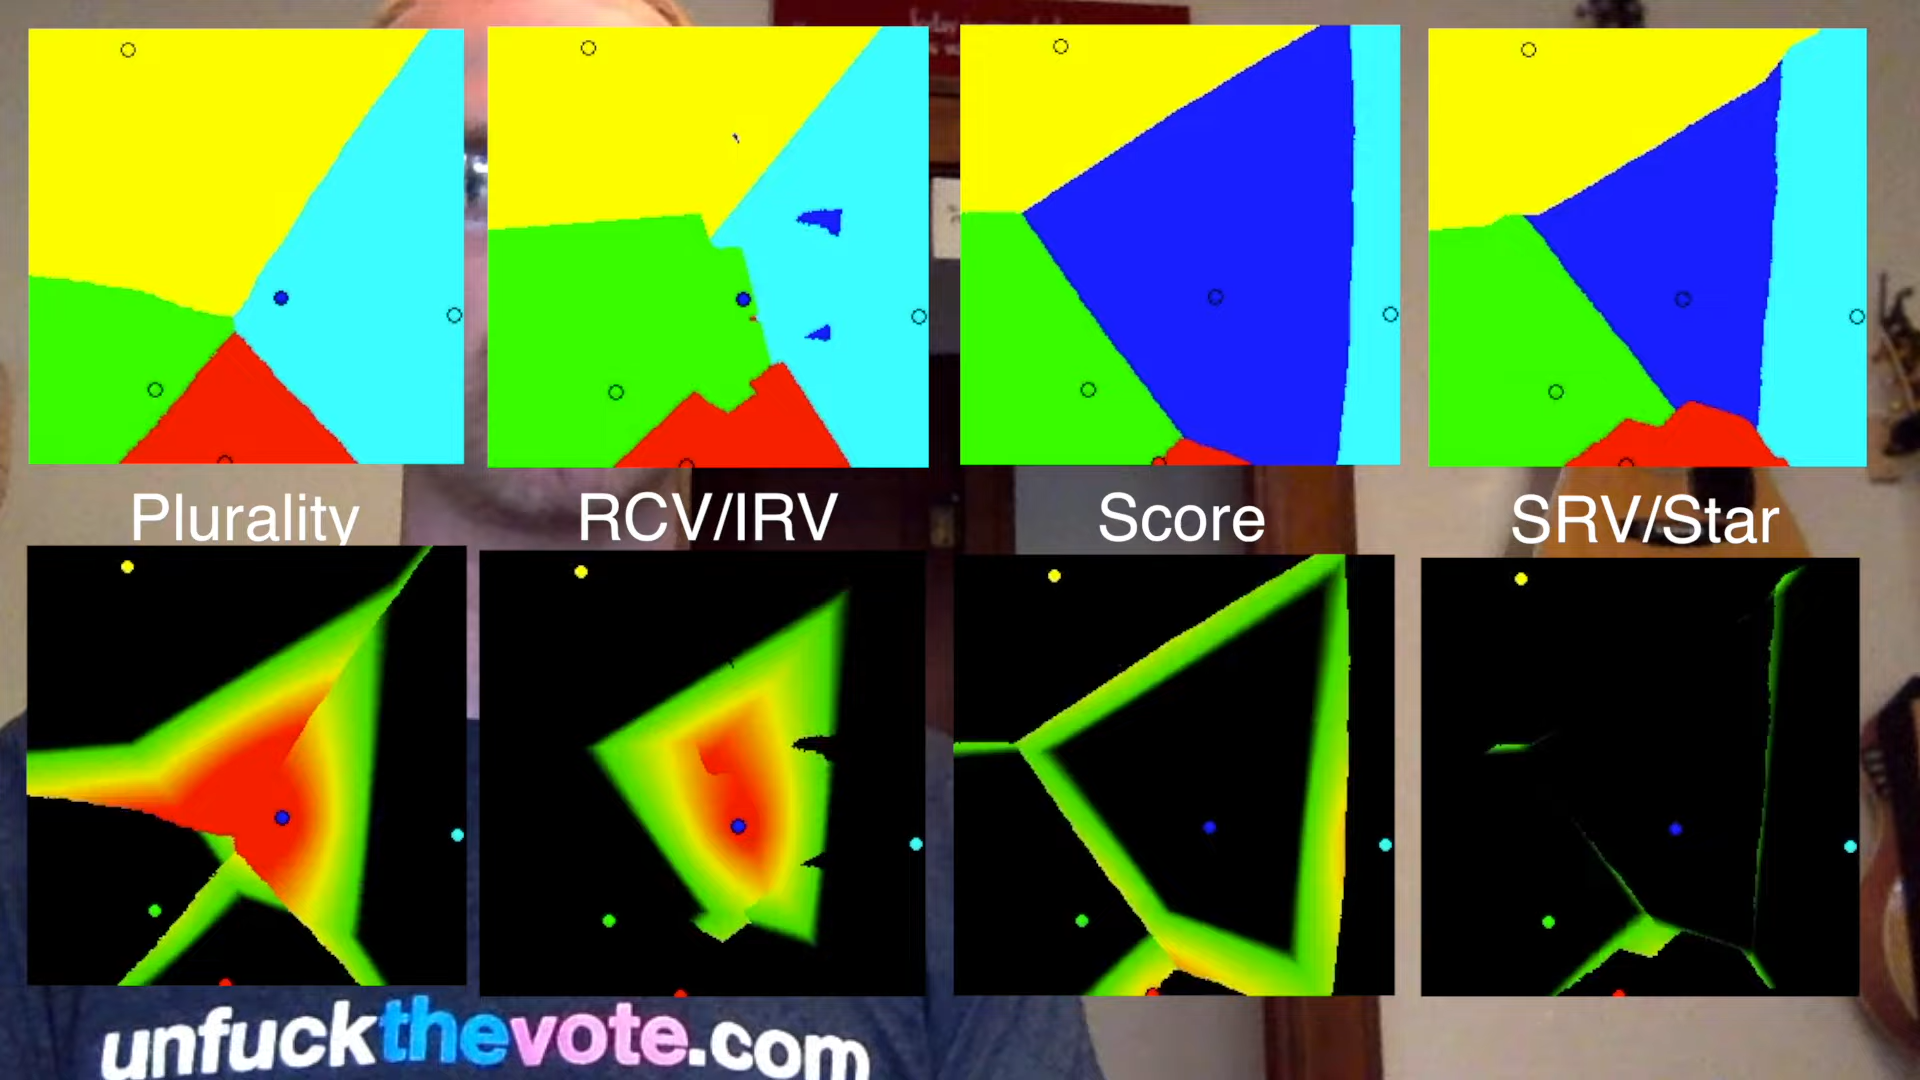 Plurality
RCV/IRV
Score
SRV/Star
unfuckthevote.com